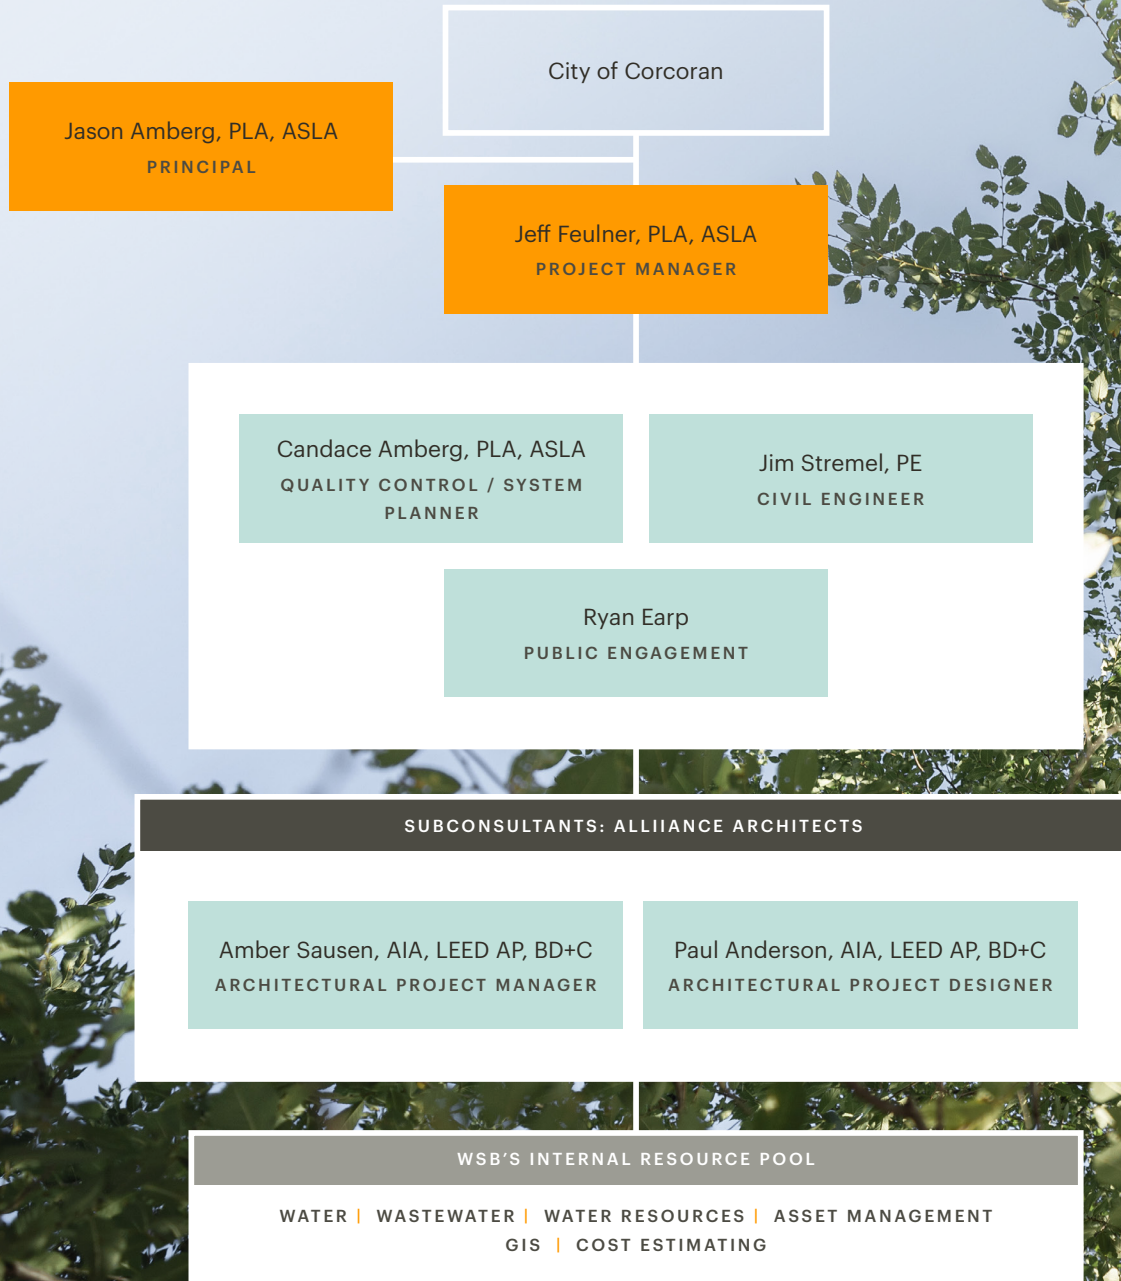 City of Corcoran
Jason Amberg, PLA, ASLA
PRINCIPAL
Jeff Feulner, PLA, ASLA
PROJECT MANAGER
Candace Amberg, PLA, ASLA
QUALITY CONTROL / SYSTEM
PLANNER
Jim Stremel, PE
CIVIL ENGINEER
Ryan Earp
PUBLIC ENGAGEMENT
SUBCONSULTANTS: ALLIIANCE ARCHITECTS
Amber Sausen, AIA, LEED AP, BD+C
ARCHITECTURAL PROJECT MANAGER
Paul Anderson, AIA, LEED AP, BD+C
ARCHITECTURAL PROJECT DESIGNER
WSB'S INTERNAL RESOURCE POOL
WATER | WASTEWATER | WATER RESOURCES | ASSET MANAGEMENT
GIS | COST ESTIMATING